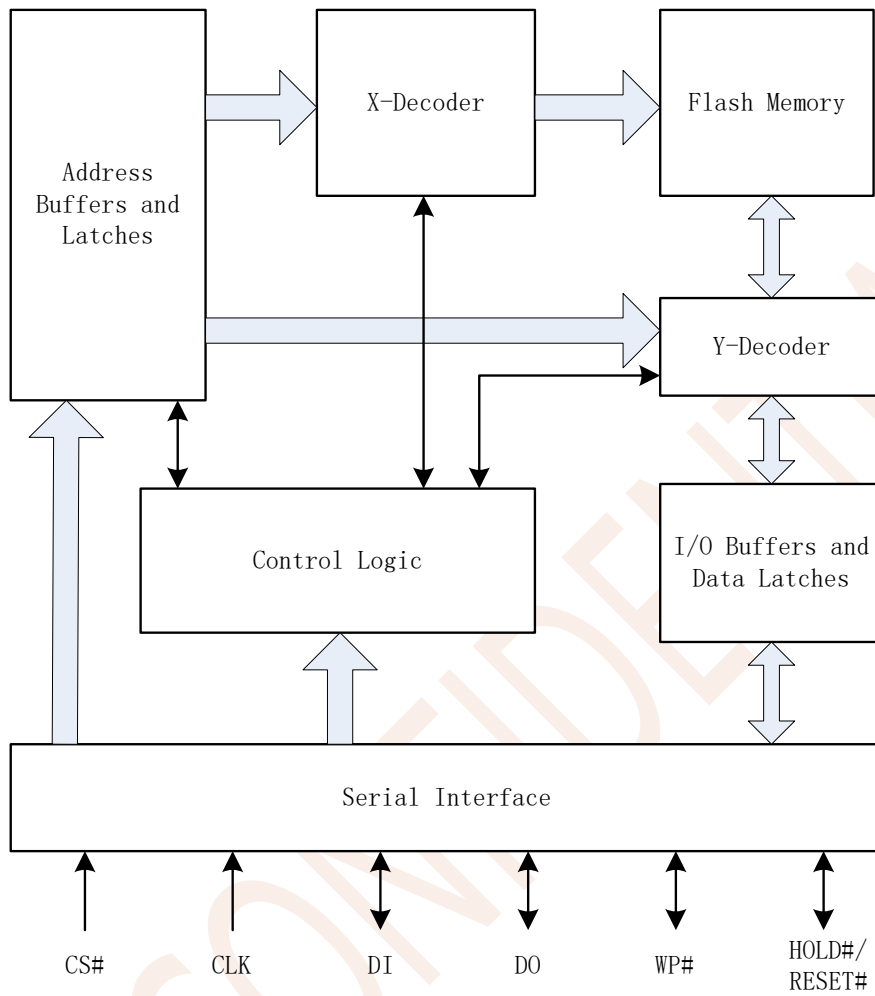 X-Decoder
Flash Memory
Address
Buffers and
Latches
Y-Decoder
Control Logic
I/O Buffers and
Data Latches
Serial Interface
CS#
CLK
DI
DO
WP#
HOLD#/
RESET#
CONFIDENTIA